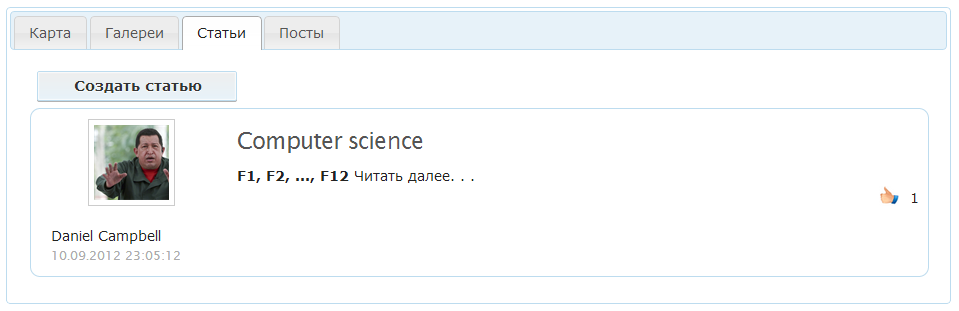 Карта Галереи Статьи Посты
Создать статью
Computer science
F1, F2, ..., F12 Читать далее. . .
1
Daniel Campbell
10.09.2012 23:05:12